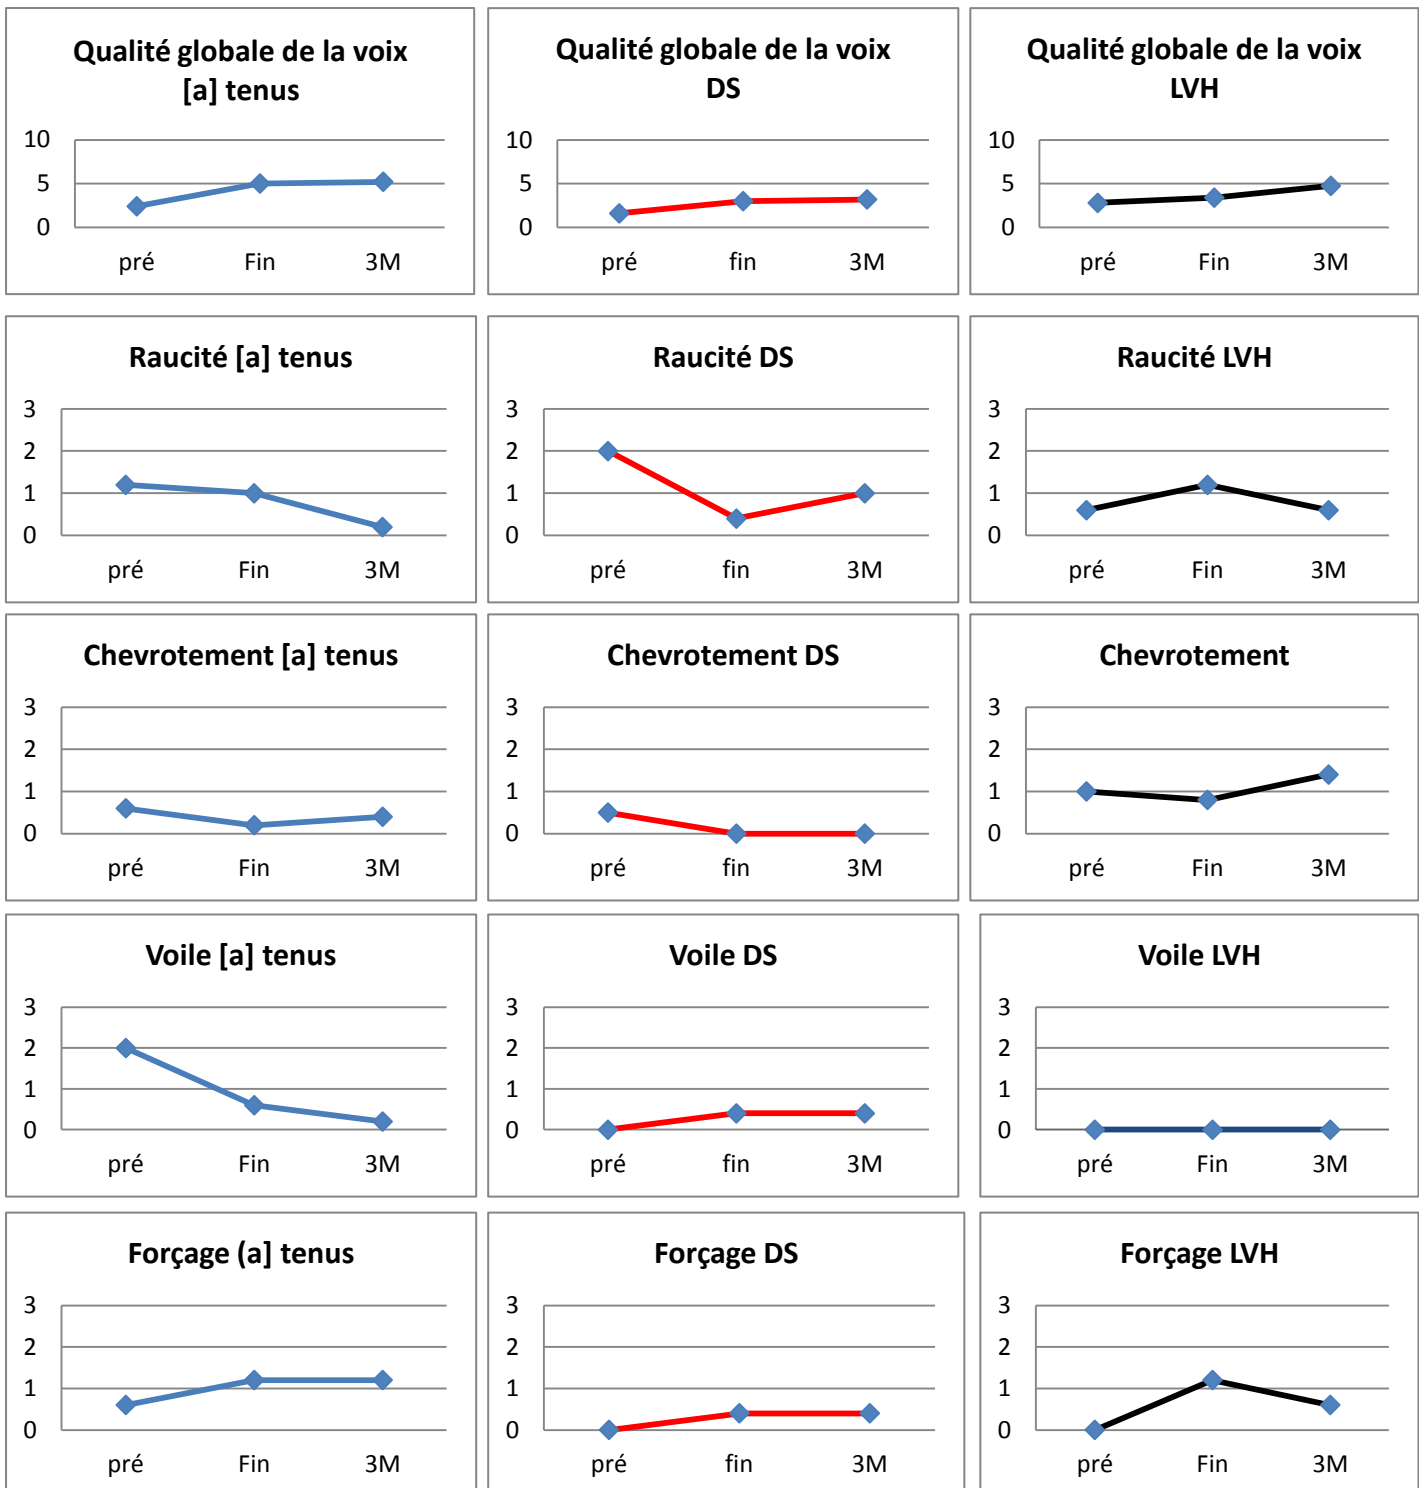 Qualité globale de la voix
[a] tenus
10
5
0
pré Fin 3M
Qualité globale de la voix
DS
10
5
0
pré fin 3M
Qualité globale de la voix
LVH
10
5
0
pré Fin 3M
Raucité [a] tenus
3
2
1
0
pré Fin 3M
Raucité DS
3
2
1
0
pré fin 3M
Raucité LVH
3
2
1
0
pré Fin 3M
Chevrotement [a] tenus
3
2
1
0
pré Fin 3M
Chevrotement DS
3
2
1
0
pré fin 3M
Chevrotement
3
2
1
0
pré Fin 3M
Voile [a] tenus
3
2
1
0
pré Fin 3M
Voile DS
3
2
1
0
pré fin 3M
Voile LVH
3
2
1
0
pré Fin 3M
Forçage (a] tenus
3
2
1
0
pré Fin 3M
Forçage DS
3
2
1
0
pré fin 3M
Forçage LVH
3
2
1
0
pré Fin 3M